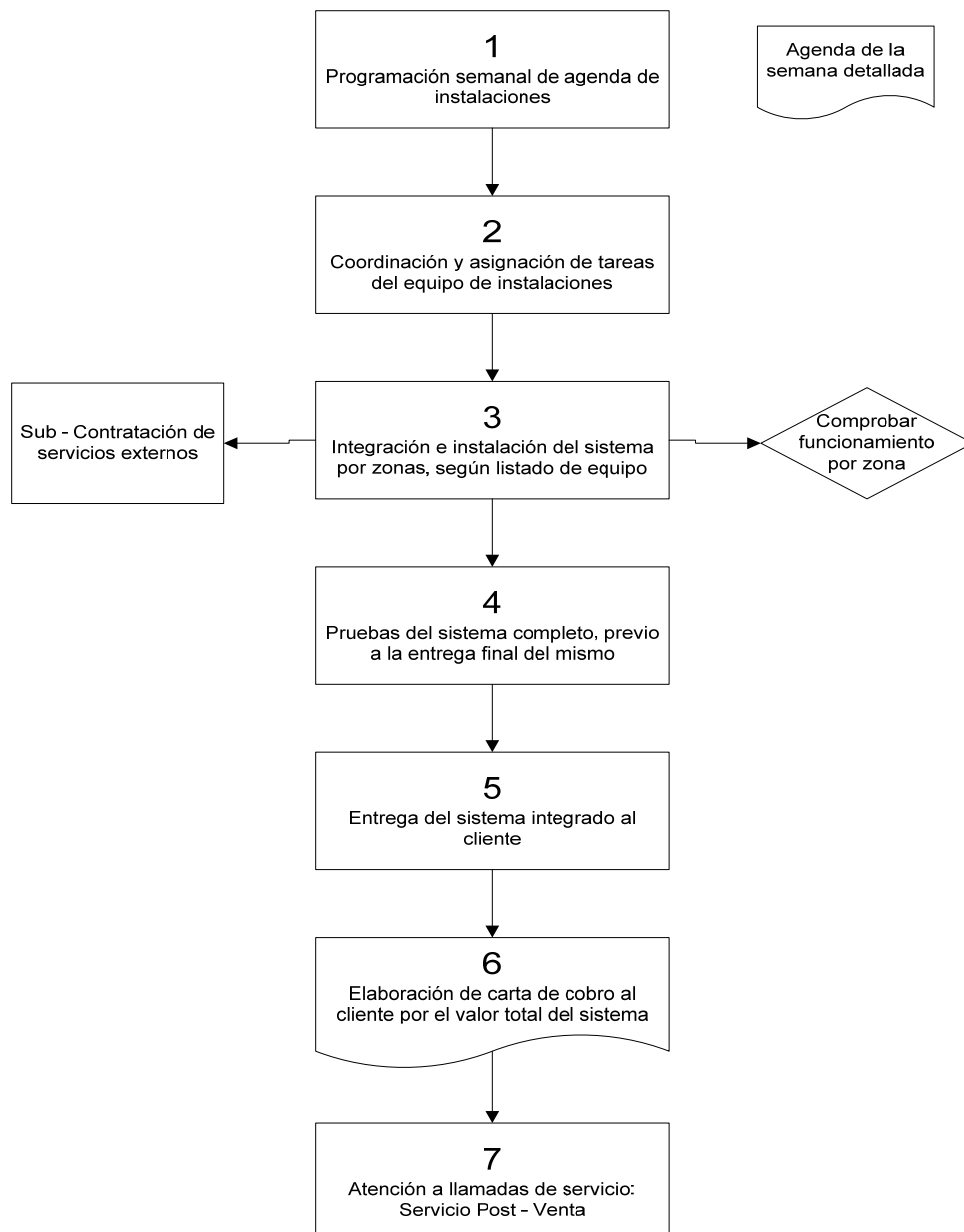 1
Programación semanal de agenda de
instalaciones
Agenda de la
semana detallada
2
Coordinación y asignación de tareas
del equipo de instalaciones
Sub - Contratación de
servicios externos
3
Integración e instalación del sistema
por zonas, según listado de equipo
Comprobar
funcionamiento
por zona
4
Pruebas del sistema completo, previo
a la entrega final del mismo
5
Entrega del sistema integrado al
cliente
6
Elaboración de carta de cobro al
cliente por el valor total del sistema
7
Atención a llamadas de servicio:
Servicio Post - Venta